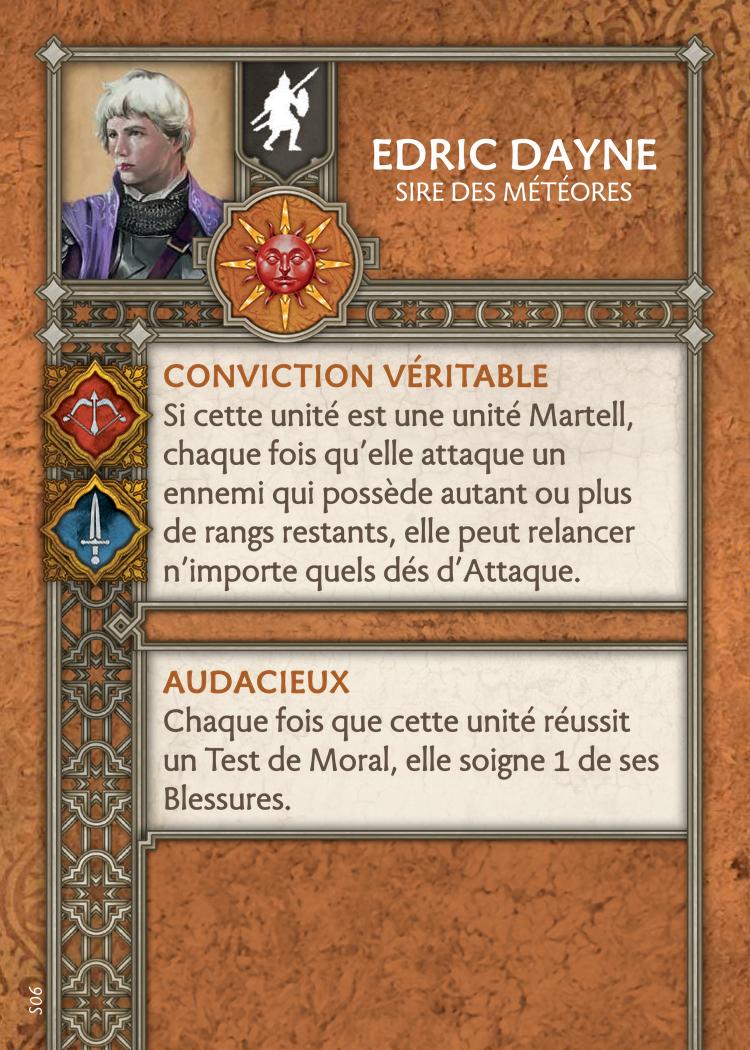 EDRIC DAYNE
SIRE DES MÉTÉORES
CONVICTION VÉRITABLE
Si cette unité est une unité Martell,
chaque fois qu’elle attaque un
ennemi qui possède autant ou plus
de rangs restants, elle peut relancer
n’importe quels dés d’Attaque.
AUDACIEUX
Chaque fois que cette unité réussit
un Test de Moral, elle soigne 1 de ses
Blessures.
S06